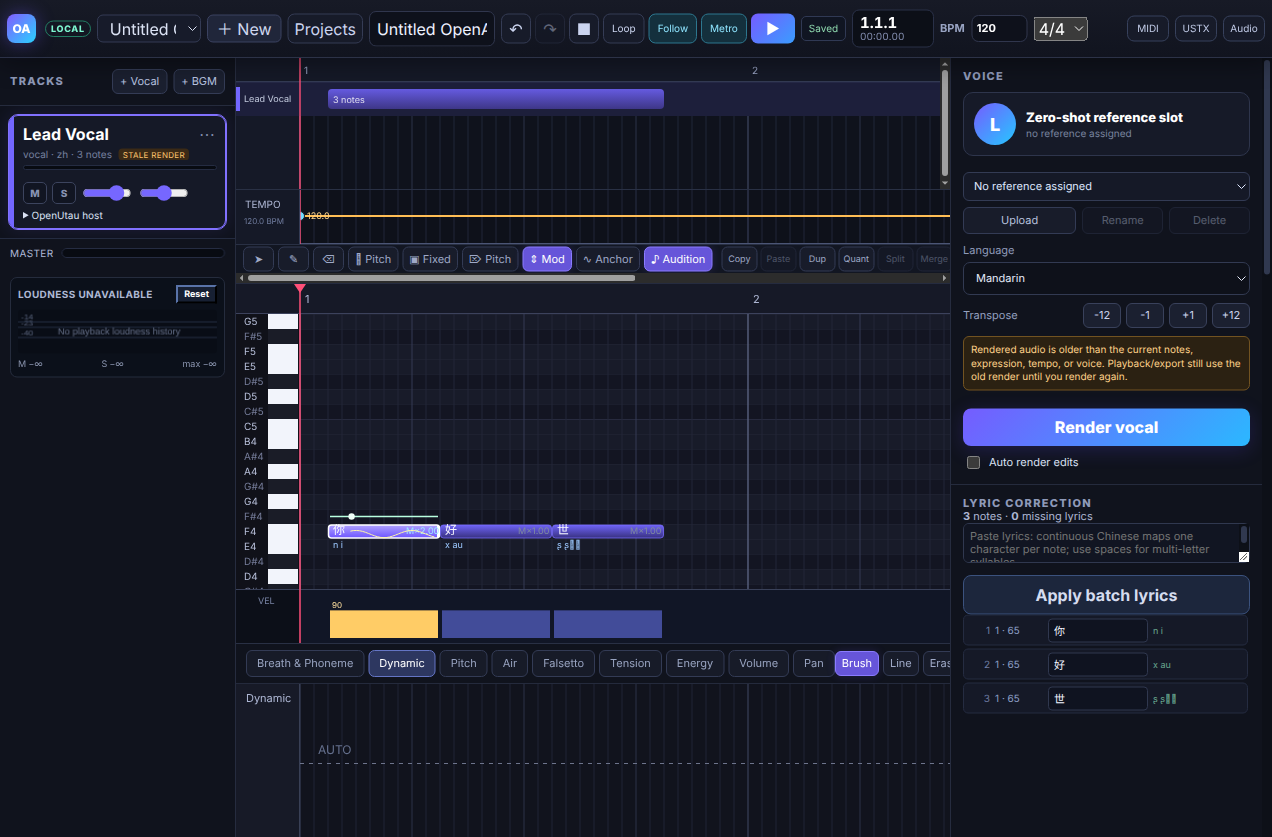 OA LOCAL Untitled ( + New Projects Untitled OpenA Loop Follow Metro Saved 1.1.1 00:00.00 BPM 120 4/4 MIDI USTX Audio
TRACKS + Vocal + BGM
Lead Vocal
vocal · zh · 3 notes STALE RENDER
M S
OpenUtau host
MASTER
LOUDNESS UNAVAILABLE Reset
-14
-23
-40
No playback loudness history
M −∞ S −∞ max −∞
1 2
Lead Vocal 3 notes
TEMPO
120.0 BPM
120.0
Pitch Fixed Pitch Mod Anchor Audition Copy Paste Dup Quant Split Merge
1 2
G5
F#5
F5
E5
D#5
D5
C#5
C5
B4
A#4
A4
G#4
G4
F#4
F4
E4
D#4
D4
你 M×2.00 好 M×1.00 世 M×1.00
n i x au
VEL
90
Breath & Phoneme Dynamic Pitch Air Falsetto Tension Energy Volume Pan Brush Line Eras
Dynamic
AUTO
VOICE
L
Zero-shot reference slot
no reference assigned
No reference assigned
Upload Rename Delete
Language
Mandarin
Transpose -12 -1 +1 +12
Rendered audio is older than the current notes,
expression, tempo, or voice. Playback/export still use the
old render until you render again.
Render vocal
Auto render edits
LYRIC CORRECTION
3 notes · 0 missing lyrics
Paste lyrics: continuous Chinese maps one
character per note; use spaces for multi-letter
syllables.
Apply batch lyrics
1 1 · 65 你 n i
2 1 · 65 好 x au
3 1 · 65 世